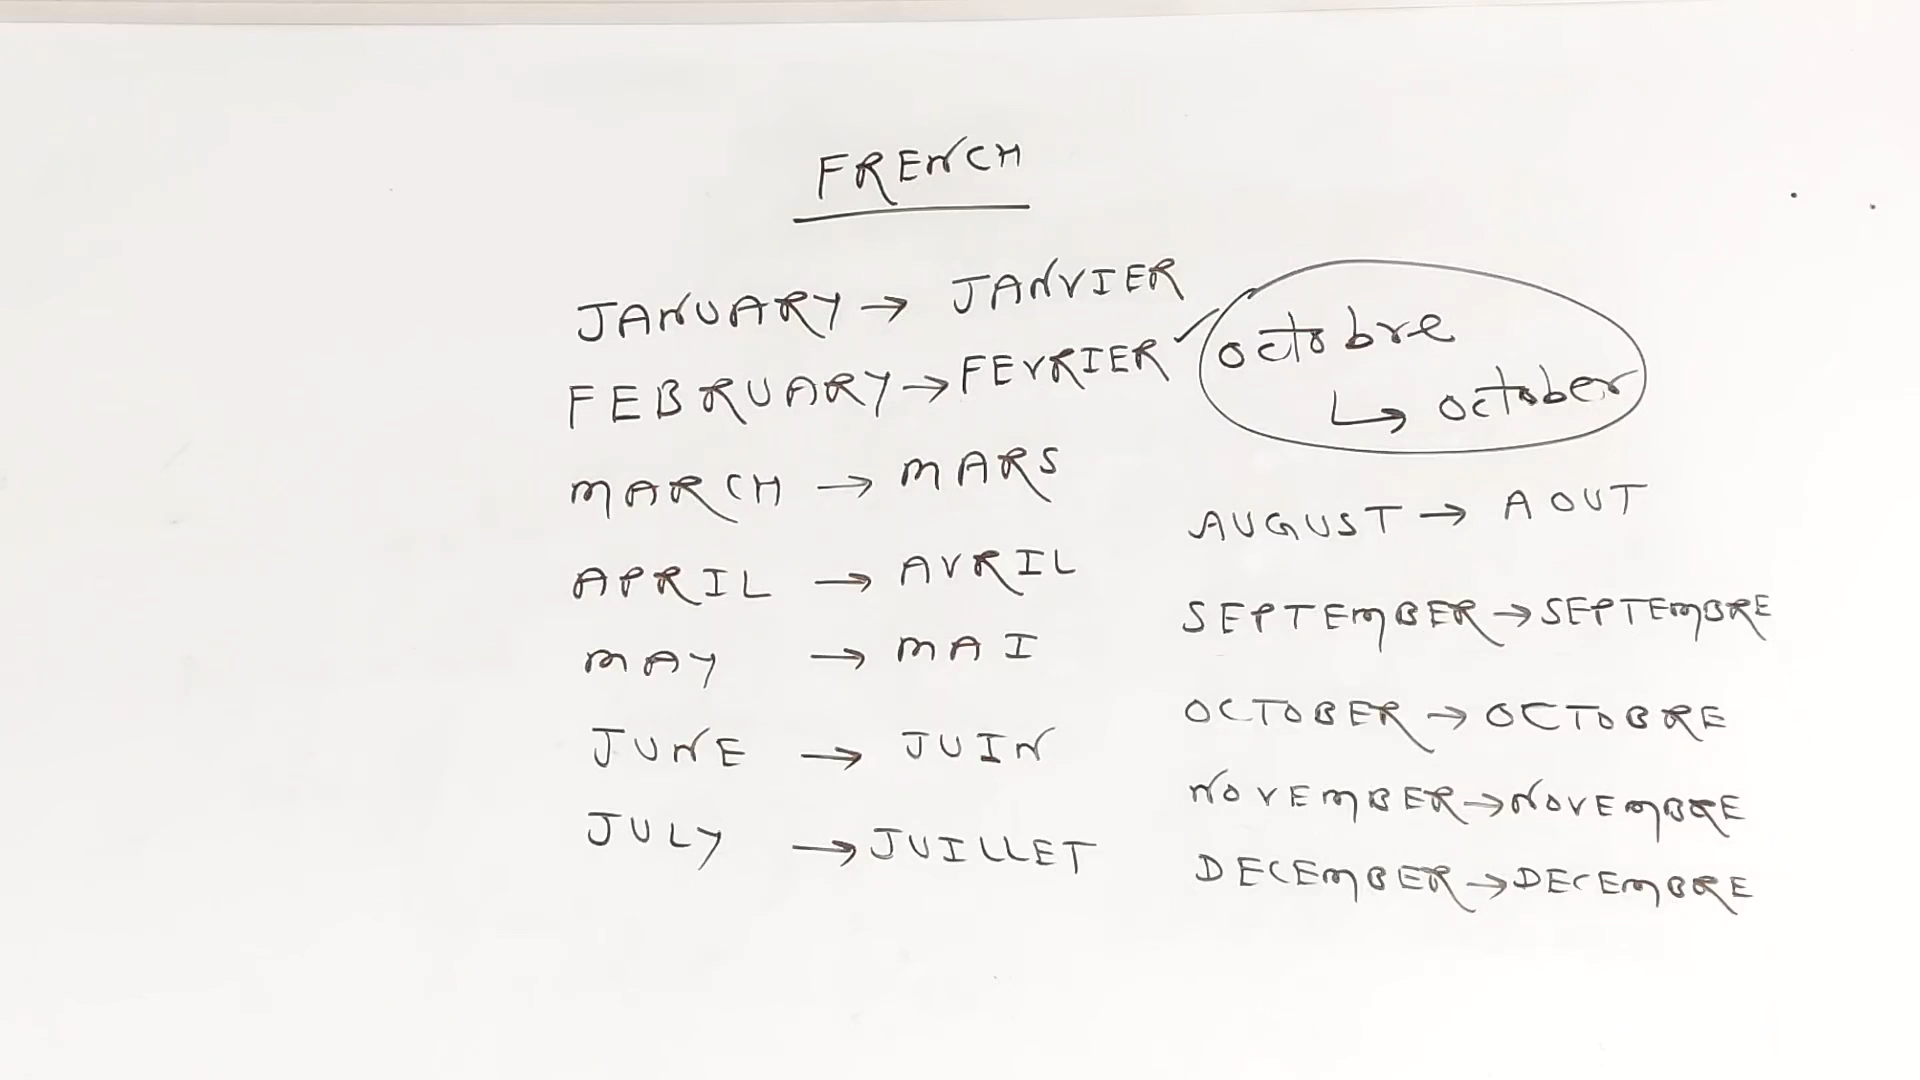 FRENCH
JANUARY → JANVIER
FEBRUARY → FEVRIER
MARCH → MARS
APRIL → AVRIL
MAY → MAI
JUNE → JUIN
JULY → JUILLET
octobre
↳ october
AUGUST → AOUT
SEPTEMBER → SEPTEMBRE
OCTOBER → OCTOBRE
NOVEMBER → NOVEMBRE
DECEMBER → DECEMBRE